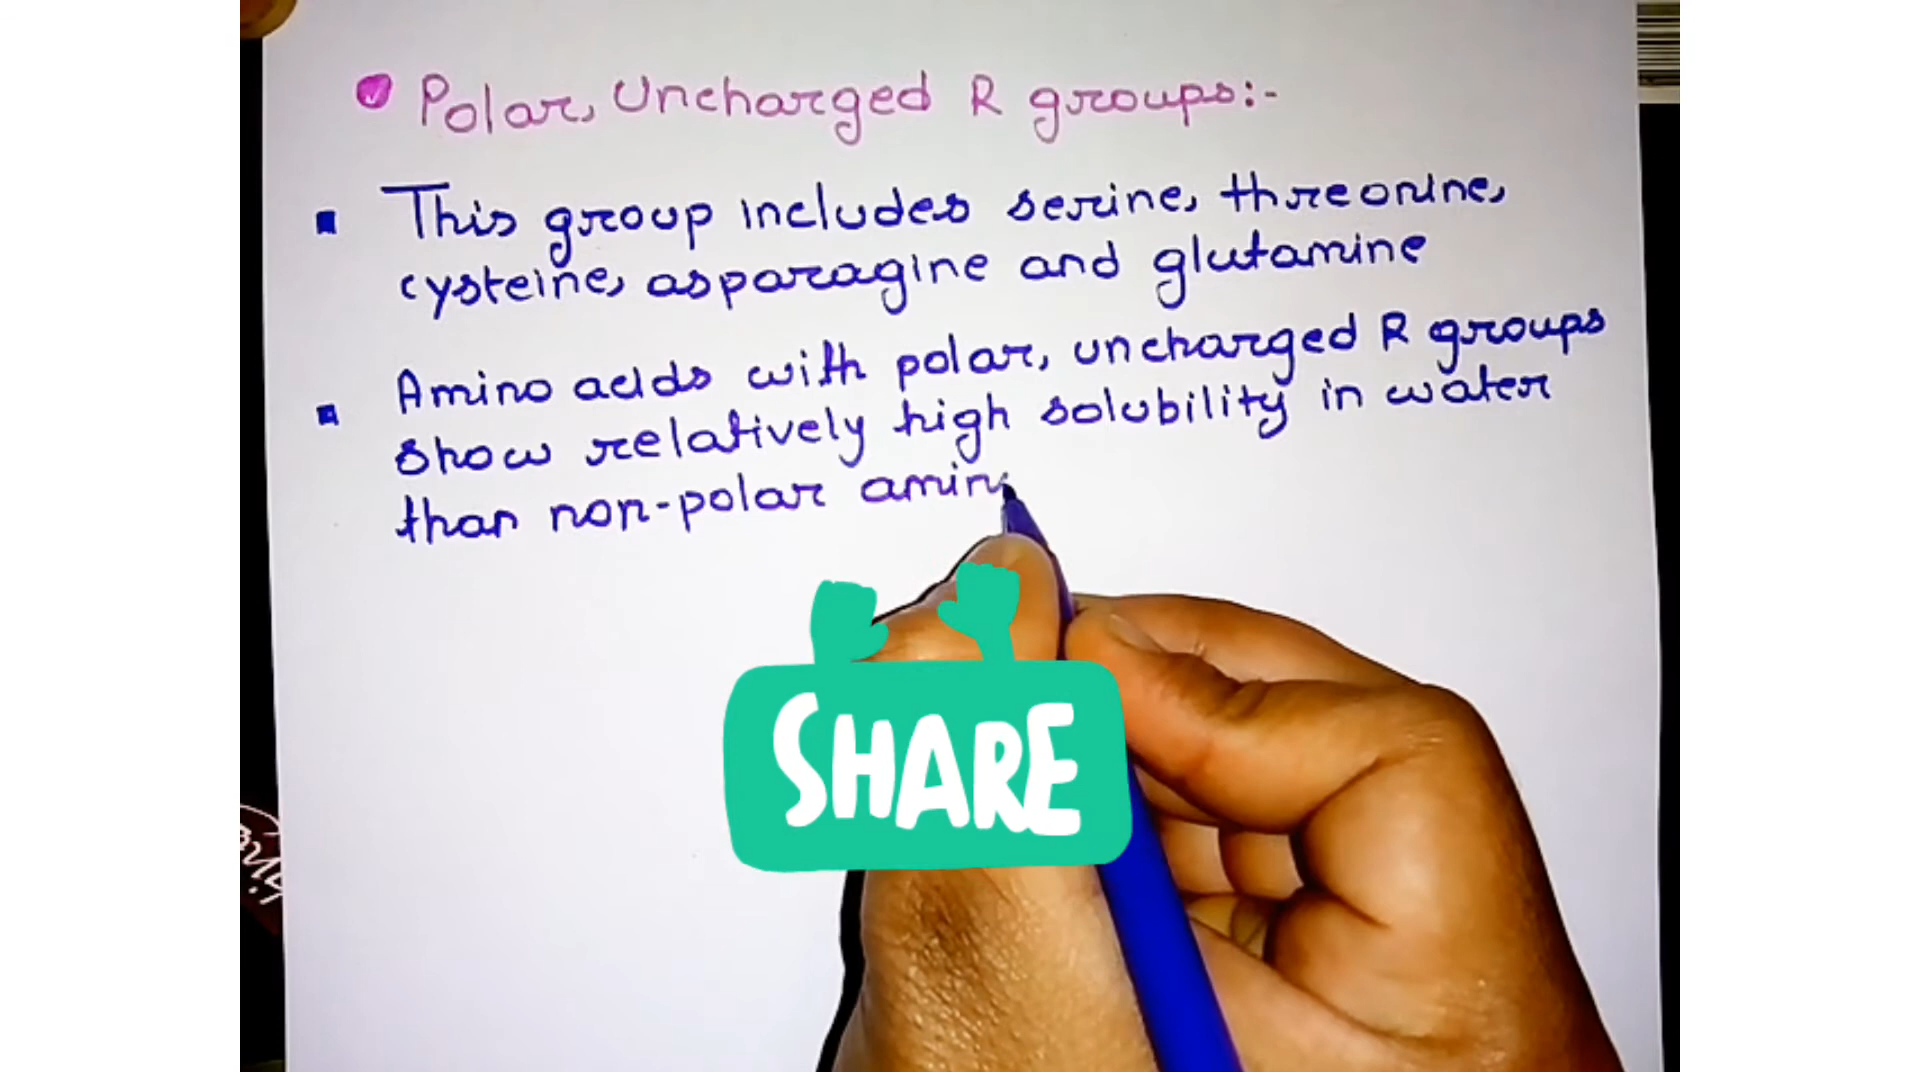 Polar, Uncharged R groups:-
This group includes serine, threonine,
cysteine, asparagine and glutamine
Amino acids with polar, uncharged R groups
show relatively high solubility in water
than non-polar amin
SHARE